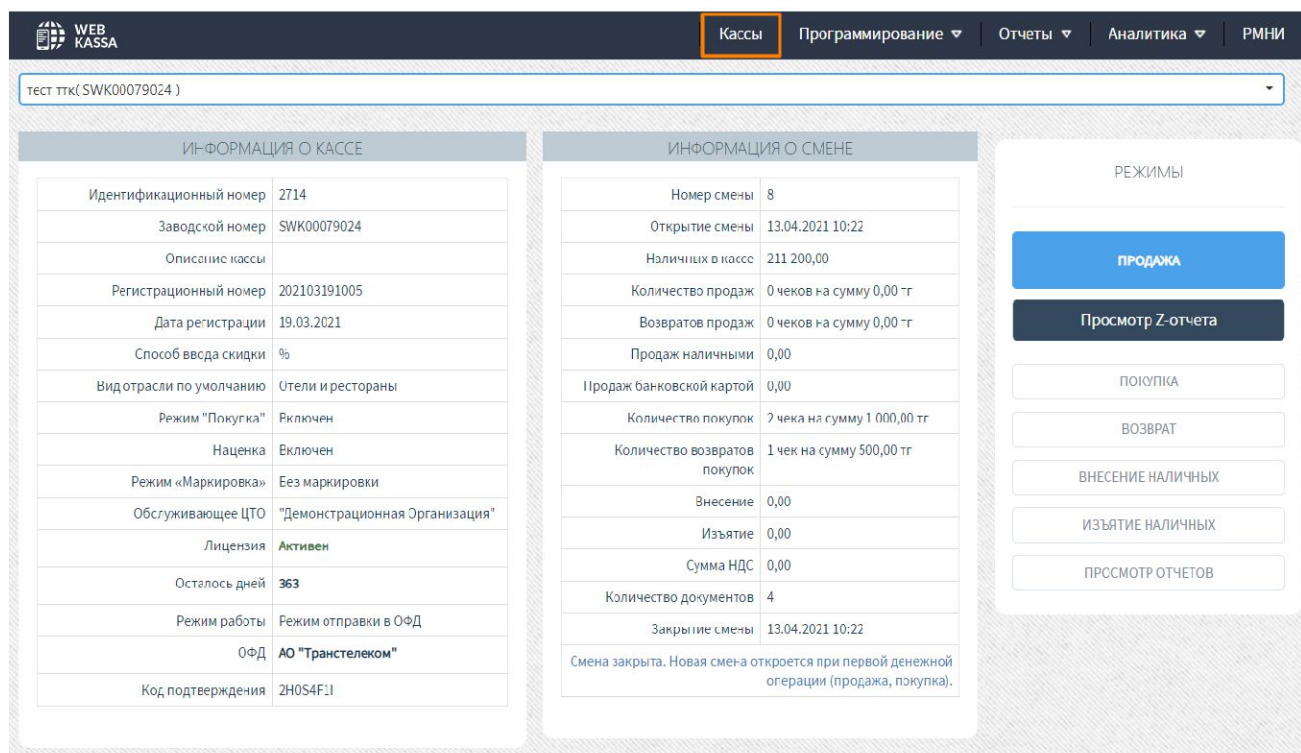 WEB
KASSA
Кассы
Программирование
Отчеты
Аналитика
РМНИ
тест ттк( SWK00079024 )
ИНФОРМАЦИЯ О КАССЕ
Идентификационный номер 2714
Заводской номер SWK00079024
Описание кассы
Регистрационный номер 202103191005
Дата регистрации 19.03.2021
Способ ввода скидки %
Вид отрасли по умолчанию Отели и рестораны
Режим "Покупка" Включен
Наценка Включен
Режим «Маркировка» Без маркировки
Обслуживающее ЦТО "Демонстрационная Организация"
Лицензия Активен
Осталось дней 363
Режим работы Режим отправки в ОФД
ОФД АО "Транстелеком"
Код подтверждения 2H0S4F1I
ИНФОРМАЦИЯ О СМЕНЕ
Номер смены 8
Открытие смены 13.04.2021 10:22
Наличных в кассе 211 200,00
Количество продаж 0 чеков на сумму 0,00 тг
Возвратов продаж 0 чеков на сумму 0,00 тг
Продаж наличными 0,00
Продаж банковской картой 0,00
Количество покупок 2 чека на сумму 1 000,00 тг
Количество возвратов 1 чек на сумму 500,00 тг
покупок
Внесение 0,00
Изъятие 0,00
Сумма НДС 0,00
Количество документов 4
Закрытие смены 13.04.2021 10:22
Смена закрыта. Новая смена откроется при первой денежной
операции (продажа, покупка).
РЕЖИМЫ
ПРОДАЖА
Просмотр Z-отчета
ПОКУПКА
ВОЗВРАТ
ВНЕСЕНИЕ НАЛИЧНЫХ
ИЗЪЯТИЕ НАЛИЧНЫХ
ПРОСМОТР ОТЧЕТОВ